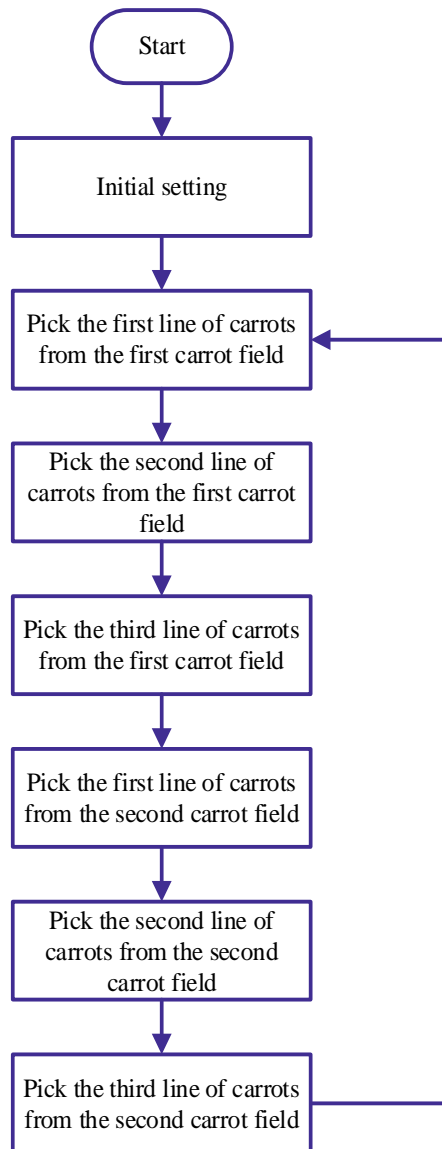 Start
Initial setting
Pick the first line of carrots
from the first carrot field
Pick the second line of
carrots from the first carrot
field
Pick the third line of carrots
from the first carrot field
Pick the first line of carrots
from the second carrot field
Pick the second line of
carrots from the second
carrot field
Pick the third line of carrots
from the second carrot field